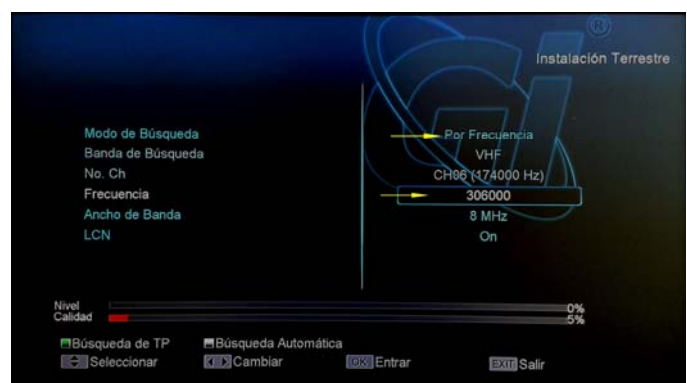 ®
Instalación Terrestre
Modo de Búsqueda Por Frecuencia
Banda de Búsqueda VHF
No. Ch CH06 (174000 Hz)
Frecuencia 306000
Ancho de Banda 8 MHz
LCN On
Nivel 0%
Calidad 5%
Búsqueda de TP Búsqueda Automática
Seleccionar Cambiar OK Entrar EXIT Salir